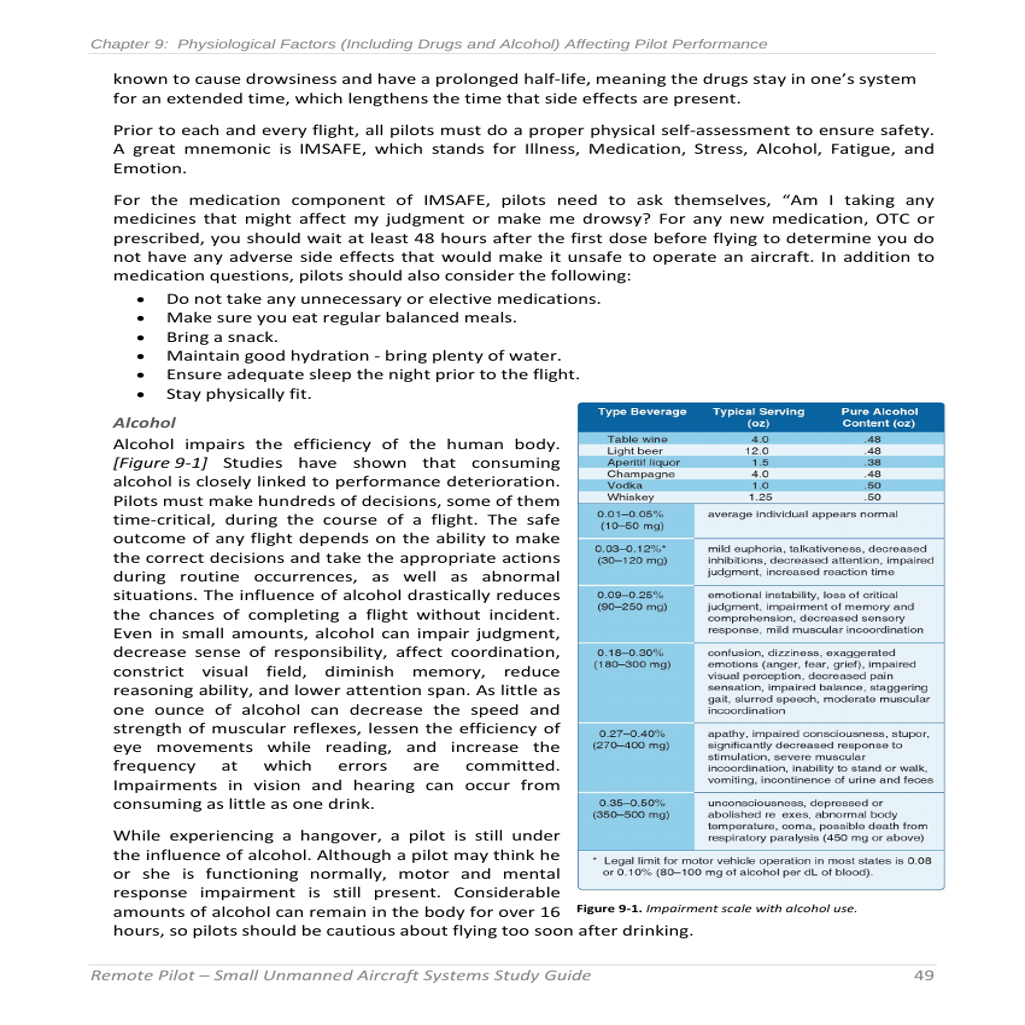 Chapter 9: Physiological Factors (Including Drugs and Alcohol) Affecting Pilot Performance
known to cause drowsiness and have a prolonged half-life, meaning the drugs stay in one’s system
for an extended time, which lengthens the time that side effects are present.
Prior to each and every flight, all pilots must do a proper physical self-assessment to ensure safety.
A great mnemonic is IMSAFE, which stands for Illness, Medication, Stress, Alcohol, Fatigue, and
Emotion.
For the medication component of IMSAFE, pilots need to ask themselves, “Am I taking any
medicines that might affect my judgment or make me drowsy? For any new medication, OTC or
prescribed, you should wait at least 48 hours after the first dose before flying to determine you do
not have any adverse side effects that would make it unsafe to operate an aircraft. In addition to
medication questions, pilots should also consider the following:
• Do not take any unnecessary or elective medications.
• Make sure you eat regular balanced meals.
• Bring a snack.
• Maintain good hydration - bring plenty of water.
• Ensure adequate sleep the night prior to the flight.
• Stay physically fit.
Alcohol
Alcohol impairs the efficiency of the human body.
[Figure 9-1] Studies have shown that consuming
alcohol is closely linked to performance deterioration.
Pilots must make hundreds of decisions, some of them
time-critical, during the course of a flight. The safe
outcome of any flight depends on the ability to make
the correct decisions and take the appropriate actions
during routine occurrences, as well as abnormal
situations. The influence of alcohol drastically reduces
the chances of completing a flight without incident.
Even in small amounts, alcohol can impair judgment,
decrease sense of responsibility, affect coordination,
constrict visual field, diminish memory, reduce
reasoning ability, and lower attention span. As little as
one ounce of alcohol can decrease the speed and
strength of muscular reflexes, lessen the efficiency of
eye movements while reading, and increase the
frequency at which errors are committed.
Impairments in vision and hearing can occur from
consuming as little as one drink.
While experiencing a hangover, a pilot is still under
the influence of alcohol. Although a pilot may think he
or she is functioning normally, motor and mental
response impairment is still present. Considerable
amounts of alcohol can remain in the body for over 16
hours, so pilots should be cautious about flying too soon after drinking.
Type Beverage Typical Serving Pure Alcohol
(oz) Content (oz)
Table wine 4.0 .48
Light beer 12.0 .48
Aperitif liquor 1.5 .38
Champagne 4.0 .48
Vodka 1.0 .50
Whiskey 1.25 .50
0.01–0.05% average individual appears normal
(10–50 mg)
0.03–0.12%* mild euphoria, talkativeness, decreased
(30–120 mg) inhibitions, decreased attention, impaired
judgment, increased reaction time
0.09–0.25% emotional instability, loss of critical
(90–250 mg) judgment, impairment of memory and
comprehension, decreased sensory
response, mild muscular incoordination
0.18–0.30% confusion, dizziness, exaggerated
(180–300 mg) emotions (anger, fear, grief), impaired
visual perception, decreased pain
sensation, impaired balance, staggering
gait, slurred speech, moderate muscular
incoordination
0.27–0.40% apathy, impaired consciousness, stupor,
(270–400 mg) significantly decreased response to
stimulation, severe muscular
incoordination, inability to stand or walk,
vomiting, incontinence of urine and feces
0.35–0.50% unconsciousness, depressed or
(350–500 mg) abolished re exes, abnormal body
temperature, coma, possible death from
respiratory paralysis (450 mg or above)
* Legal limit for motor vehicle operation in most states is 0.08
or 0.10% (80–100 mg of alcohol per dL of blood).
Figure 9-1. Impairment scale with alcohol use.
Remote Pilot – Small Unmanned Aircraft Systems Study Guide 49